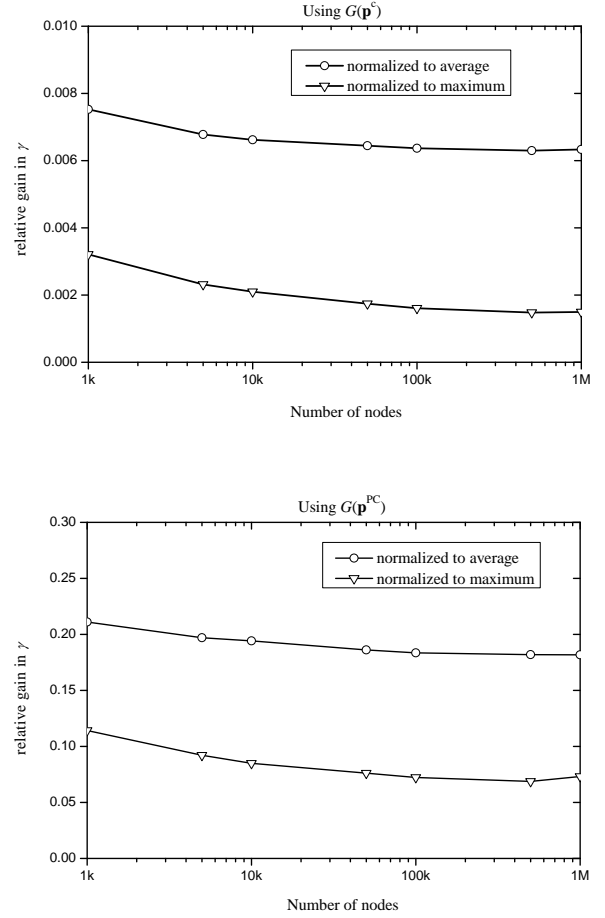 Using G(p^c)
0.010
normalized to average
normalized to maximum
0.008
0.006
0.004
0.002
0.000
relative gain in γ
1k 10k 100k 1M
Number of nodes
Using G(p^PC)
0.30
normalized to average
normalized to maximum
0.25
0.20
0.15
0.10
0.05
0.00
relative gain in γ
1k 10k 100k 1M
Number of nodes